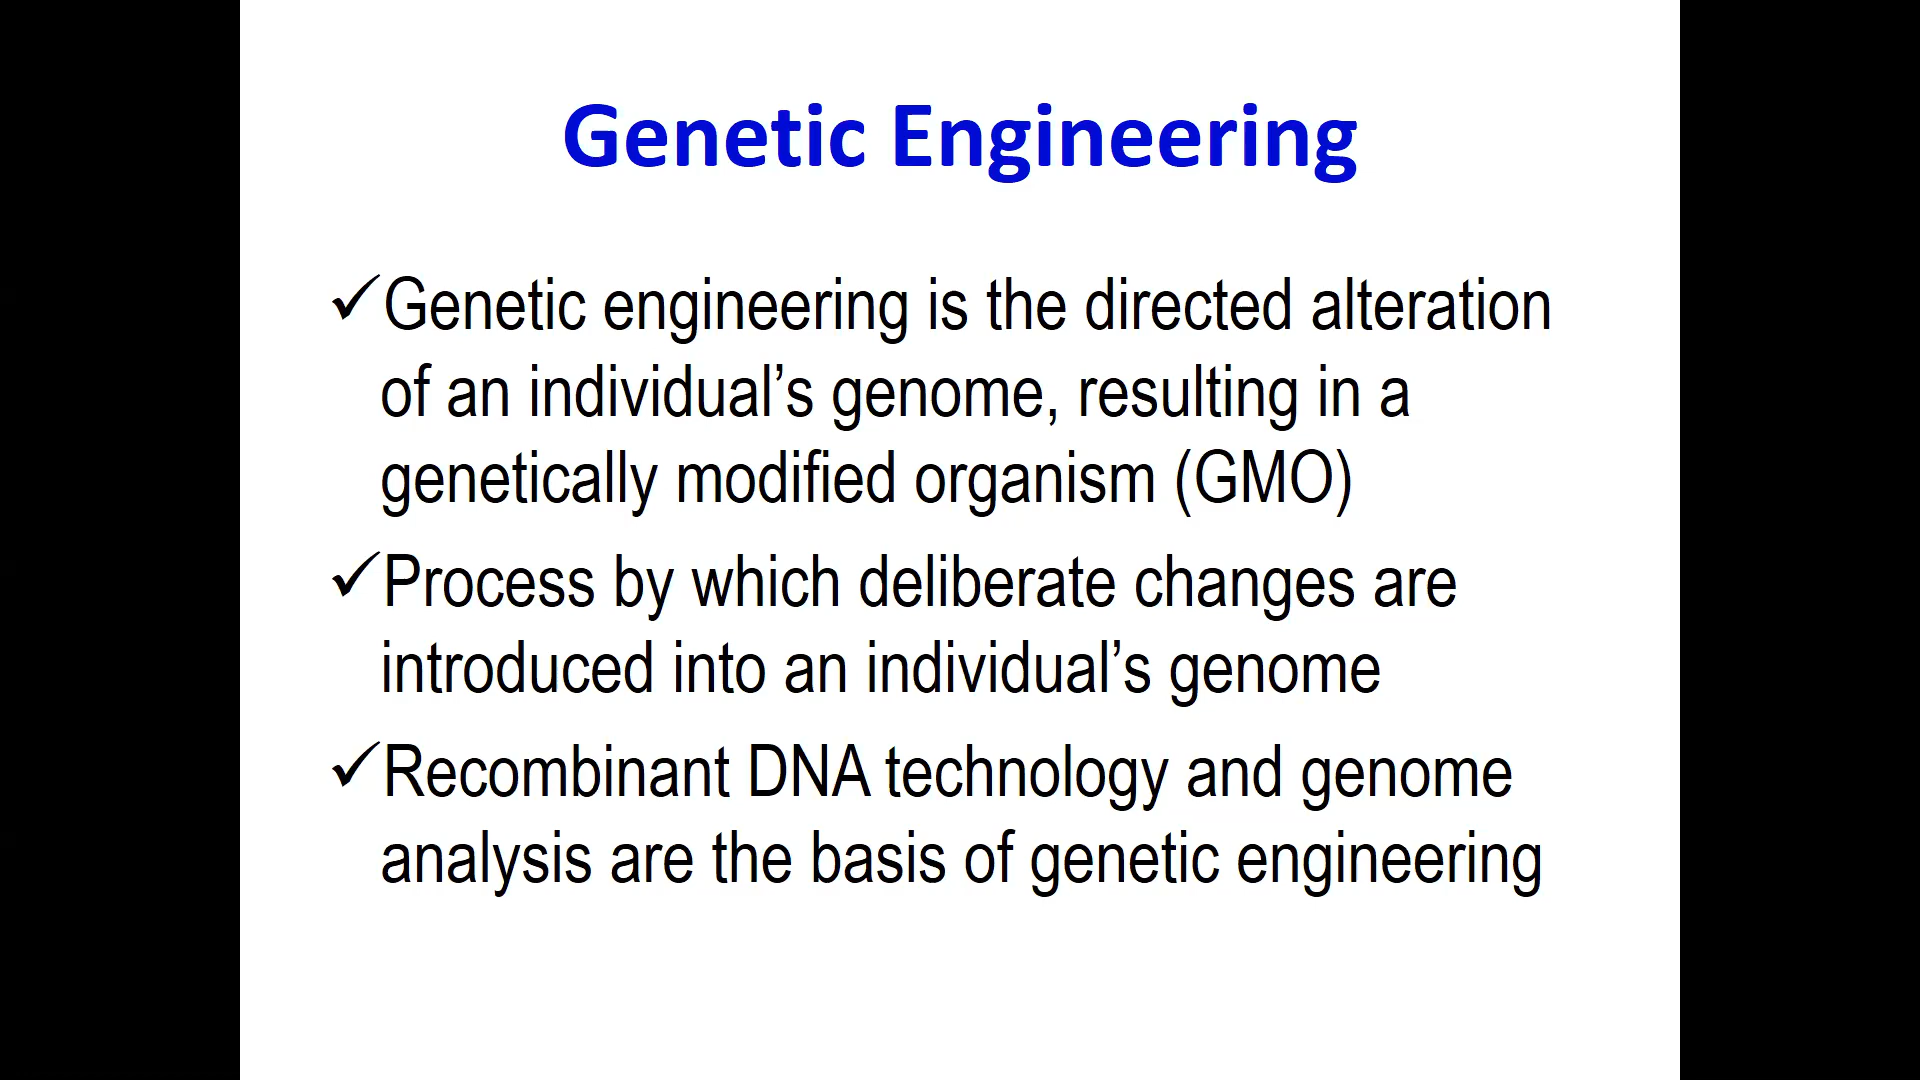 Genetic Engineering
✓Genetic engineering is the directed alteration
of an individual’s genome, resulting in a
genetically modified organism (GMO)
✓Process by which deliberate changes are
introduced into an individual’s genome
✓Recombinant DNA technology and genome
analysis are the basis of genetic engineering